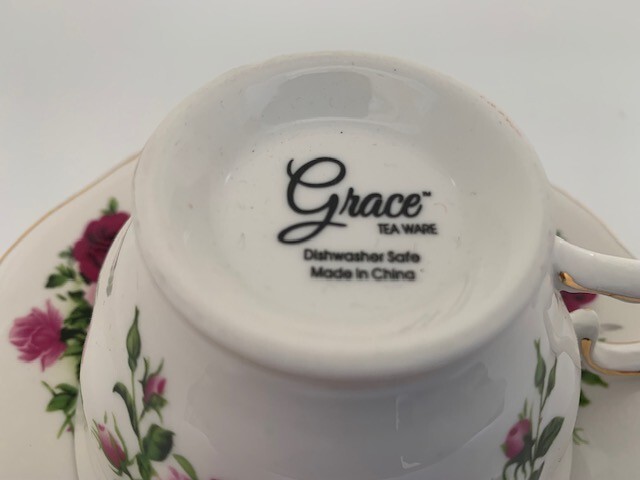 Grace™
TEA WARE
Dishwasher Safe
Made In China